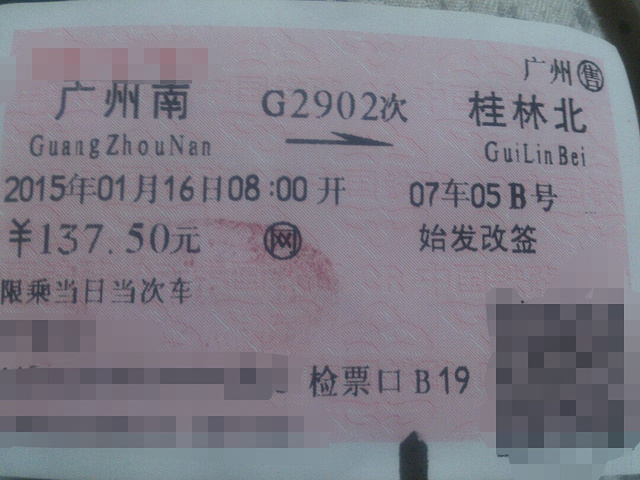 广州售
广州南 G2902次 桂林北
GuangZhouNan GuiLinBei
2015年01月16日08:00开 07车05B号
￥137.50元 网 始发改签
限乘当日当次车
检票口B19